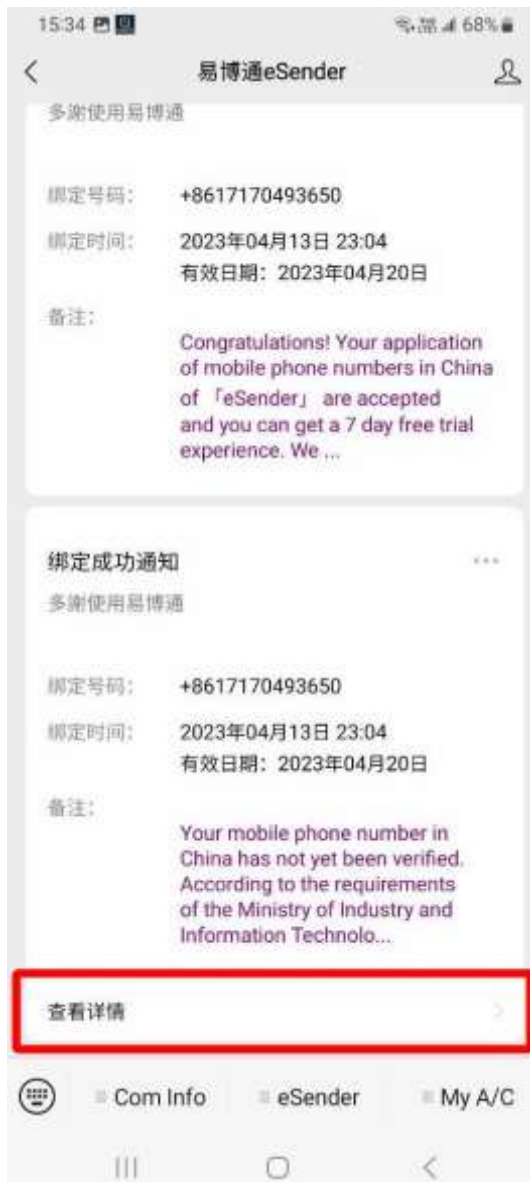 15:34 68%
易博通eSender
多谢使用易博通
绑定号码： +8617170493650
绑定时间： 2023年04月13日 23:04
有效日期：2023年04月20日
备注：
Congratulations! Your application
of mobile phone numbers in China
of 「eSender」 are accepted
and you can get a 7 day free trial
experience. We ...
绑定成功通知
多谢使用易博通
绑定号码： +8617170493650
绑定时间： 2023年04月13日 23:04
有效日期：2023年04月20日
备注：
Your mobile phone number in
China has not yet been verified.
According to the requirements
of the Ministry of Industry and
Information Technolo...
查看详情
Com Info eSender My A/C